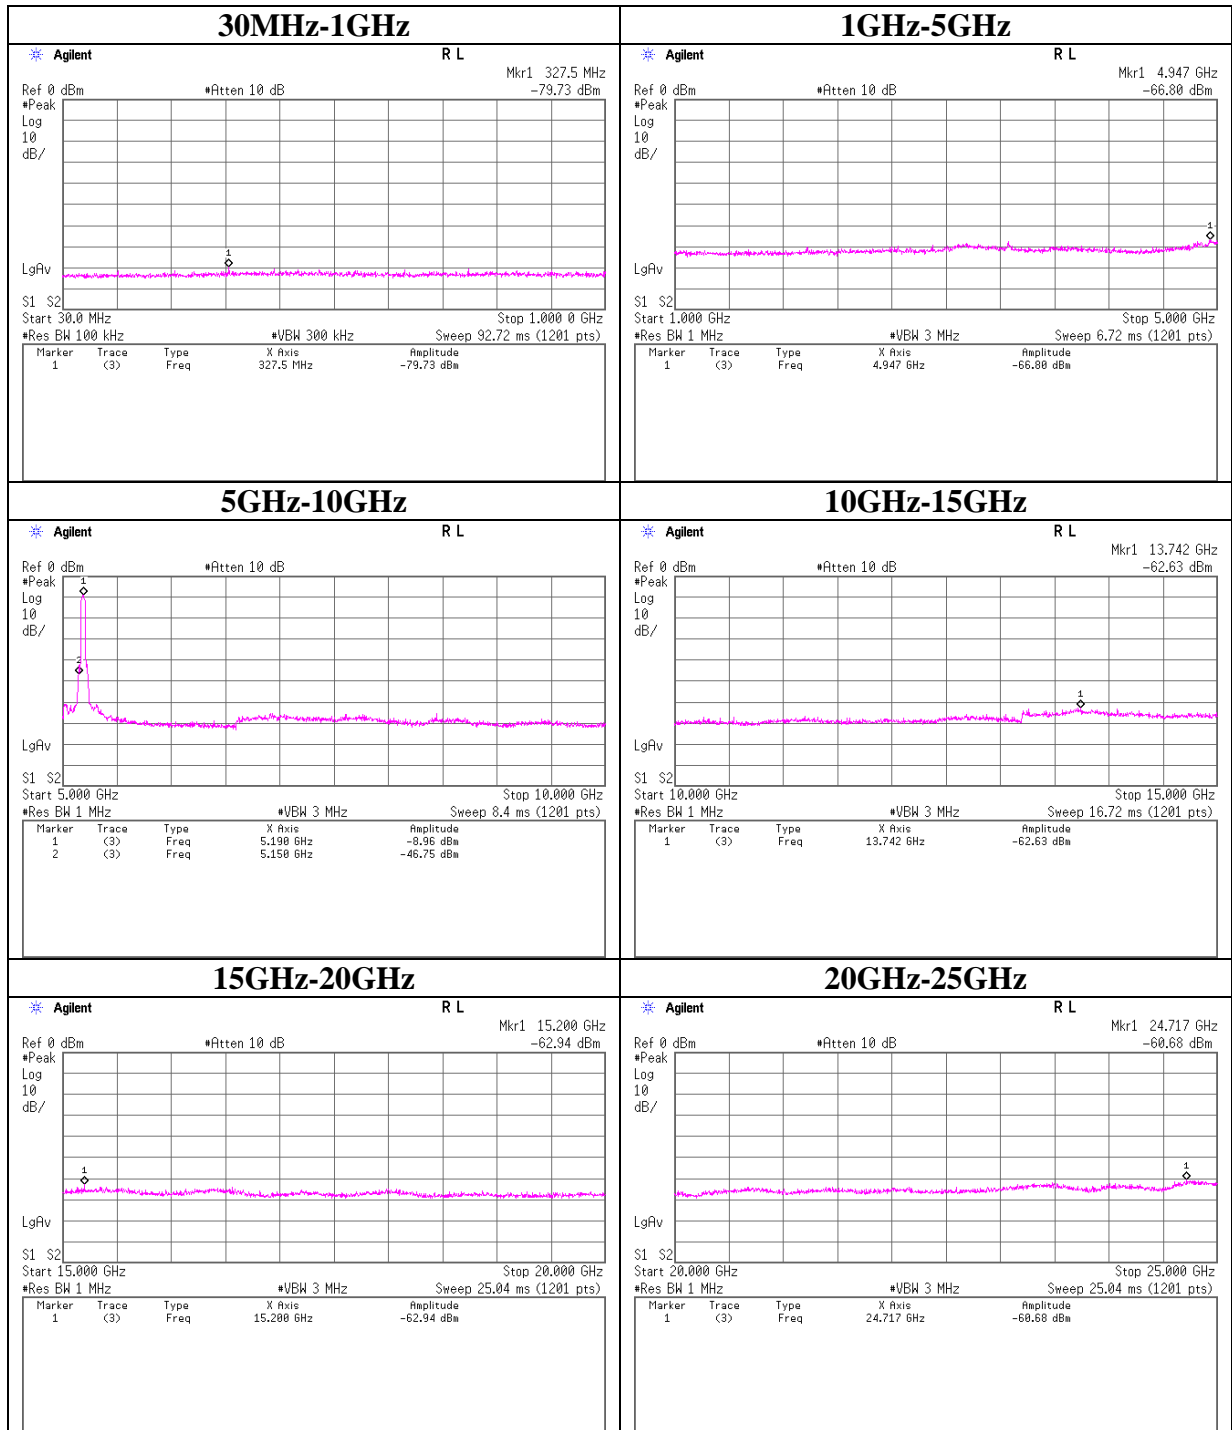 30MHz-1GHz
Agilent R L
Mkr1 327.5 MHz
Ref 0 dBm #Atten 10 dB -79.73 dBm
#Peak
Log
10
dB/
1
LgAv
S1 S2
Start 30.0 MHz Stop 1.000 0 GHz
#Res BW 100 kHz #VBW 300 kHz Sweep 92.72 ms (1201 pts)
Marker Trace Type X Axis Amplitude
1 (3) Freq 327.5 MHz -79.73 dBm
1GHz-5GHz
Agilent R L
Mkr1 4.947 GHz
Ref 0 dBm #Atten 10 dB -66.80 dBm
#Peak
Log
10
dB/
1
LgAv
S1 S2
Start 1.000 GHz Stop 5.000 GHz
#Res BW 1 MHz #VBW 3 MHz Sweep 6.72 ms (1201 pts)
Marker Trace Type X Axis Amplitude
1 (3) Freq 4.947 GHz -66.80 dBm
5GHz-10GHz
Agilent R L
Ref 0 dBm #Atten 10 dB
#Peak
1
Log
10
dB/
2
LgAv
S1 S2
Start 5.000 GHz Stop 10.000 GHz
#Res BW 1 MHz #VBW 3 MHz Sweep 8.4 ms (1201 pts)
Marker Trace Type X Axis Amplitude
1 (3) Freq 5.190 GHz -8.96 dBm
2 (3) Freq 5.150 GHz -46.75 dBm
10GHz-15GHz
Agilent R L
Mkr1 13.742 GHz
Ref 0 dBm #Atten 10 dB -62.63 dBm
#Peak
Log
10
dB/
1
LgAv
S1 S2
Start 10.000 GHz Stop 15.000 GHz
#Res BW 1 MHz #VBW 3 MHz Sweep 16.72 ms (1201 pts)
Marker Trace Type X Axis Amplitude
1 (3) Freq 13.742 GHz -62.63 dBm
15GHz-20GHz
Agilent R L
Mkr1 15.200 GHz
Ref 0 dBm #Atten 10 dB -62.94 dBm
#Peak
Log
10
dB/
1
LgAv
S1 S2
Start 15.000 GHz Stop 20.000 GHz
#Res BW 1 MHz #VBW 3 MHz Sweep 25.04 ms (1201 pts)
Marker Trace Type X Axis Amplitude
1 (3) Freq 15.200 GHz -62.94 dBm
20GHz-25GHz
Agilent R L
Mkr1 24.717 GHz
Ref 0 dBm #Atten 10 dB -60.68 dBm
#Peak
Log
10
dB/
1
LgAv
S1 S2
Start 20.000 GHz Stop 25.000 GHz
#Res BW 1 MHz #VBW 3 MHz Sweep 25.04 ms (1201 pts)
Marker Trace Type X Axis Amplitude
1 (3) Freq 24.717 GHz -60.68 dBm